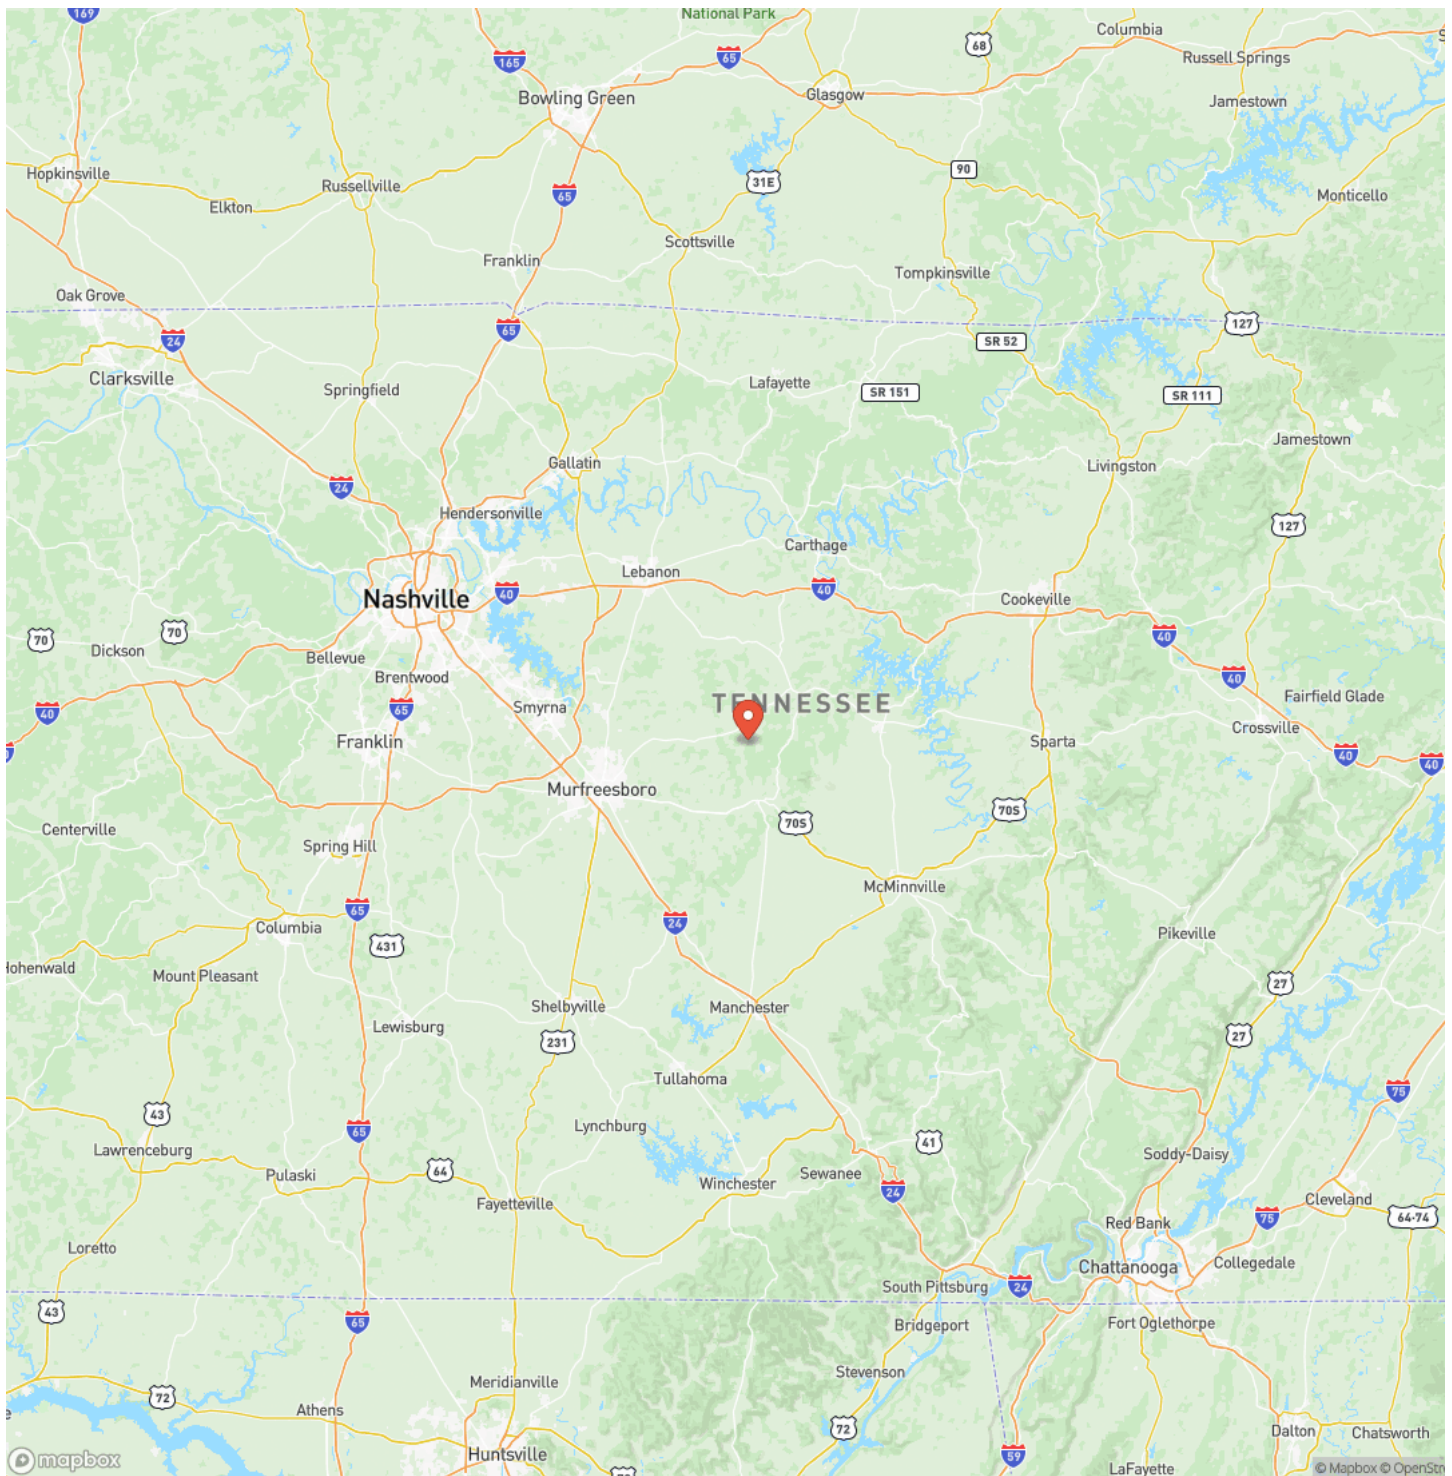 169
National Park
Columbia
68
165
65
Russell Springs
Bowling Green
Glasgow
Jamestown
Hopkinsville
Russellville
31E
90
65
Elkton
Monticello
Scottsville
Franklin
Tompkinsville
Oak Grove
65
127
24
SR 52
Clarksville
Springfield
Lafayette
SR 151
SR 111
Jamestown
Gallatin
Livingston
24
Hendersonville
127
Carthage
Lebanon
40
40
Nashville
Cookeville
70
70
40
Dickson
Bellevue
Brentwood
40
Fairfield Glade
TENNESSEE
40
65
Smyrna
Crossville
Franklin
Sparta
40
40
Murfreesboro
70S
70S
Centerville
Spring Hill
McMinnville
65
24
Columbia
Pikeville
431
Hohenwald
Mount Pleasant
27
Shelbyville
Manchester
Lewisburg
27
231
Tullahoma
75
43
Lynchburg
65
41
Lawrenceburg
Soddy-Daisy
64
Pulaski
Sewanee
Winchester
24
Fayetteville
Cleveland
Red Bank
75
64-74
Loretto
Collegedale
Chattanooga
South Pittsburg
24
43
65
Bridgeport
Fort Oglethorpe
Stevenson
Meridianville
72
Athens
72
Dalton
Chatsworth
Huntsville
59
mapbox
LaFayette
© Mapbox © OpenStr